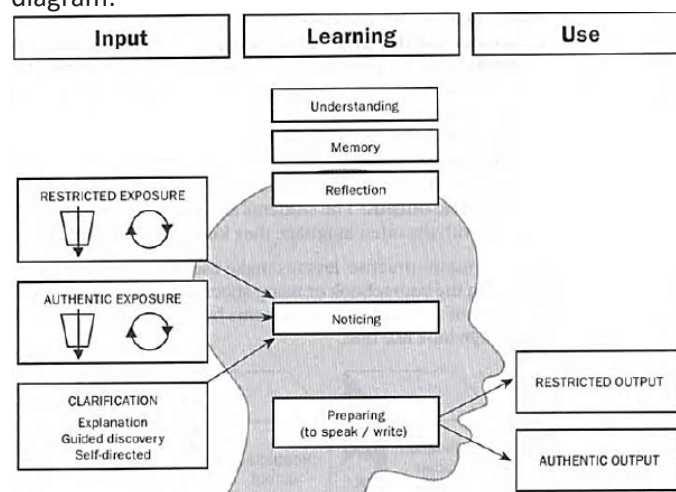 diagram.
Input
Learning
Use
Understanding
Memory
Reflection
RESTRICTED EXPOSURE
AUTHENTIC EXPOSURE
Noticing
CLARIFICATION
Explanation
Guided discovery
Self-directed
Preparing
(to speak / write)
RESTRICTED OUTPUT
AUTHENTIC OUTPUT